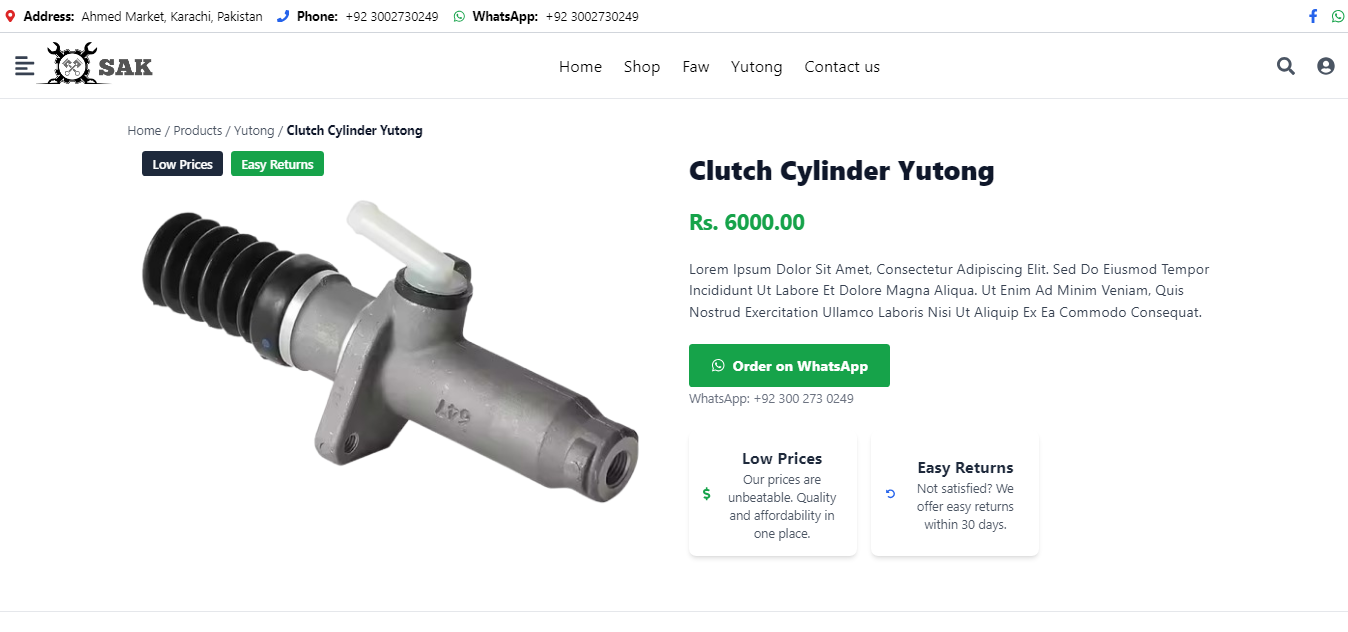 Address: Ahmed Market, Karachi, Pakistan Phone: +92 3002730249 WhatsApp: +92 3002730249
SAK
Home Shop Faw Yutong Contact us
Home / Products / Yutong / Clutch Cylinder Yutong
Low Prices Easy Returns
Clutch Cylinder Yutong
Rs. 6000.00
Lorem Ipsum Dolor Sit Amet, Consectetur Adipiscing Elit. Sed Do Eiusmod Tempor
Incididunt Ut Labore Et Dolore Magna Aliqua. Ut Enim Ad Minim Veniam, Quis
Nostrud Exercitation Ullamco Laboris Nisi Ut Aliquip Ex Ea Commodo Consequat.
Order on WhatsApp
WhatsApp: +92 300 273 0249
Low Prices
Our prices are
unbeatable. Quality
and affordability in
one place.
Easy Returns
Not satisfied? We
offer easy returns
within 30 days.